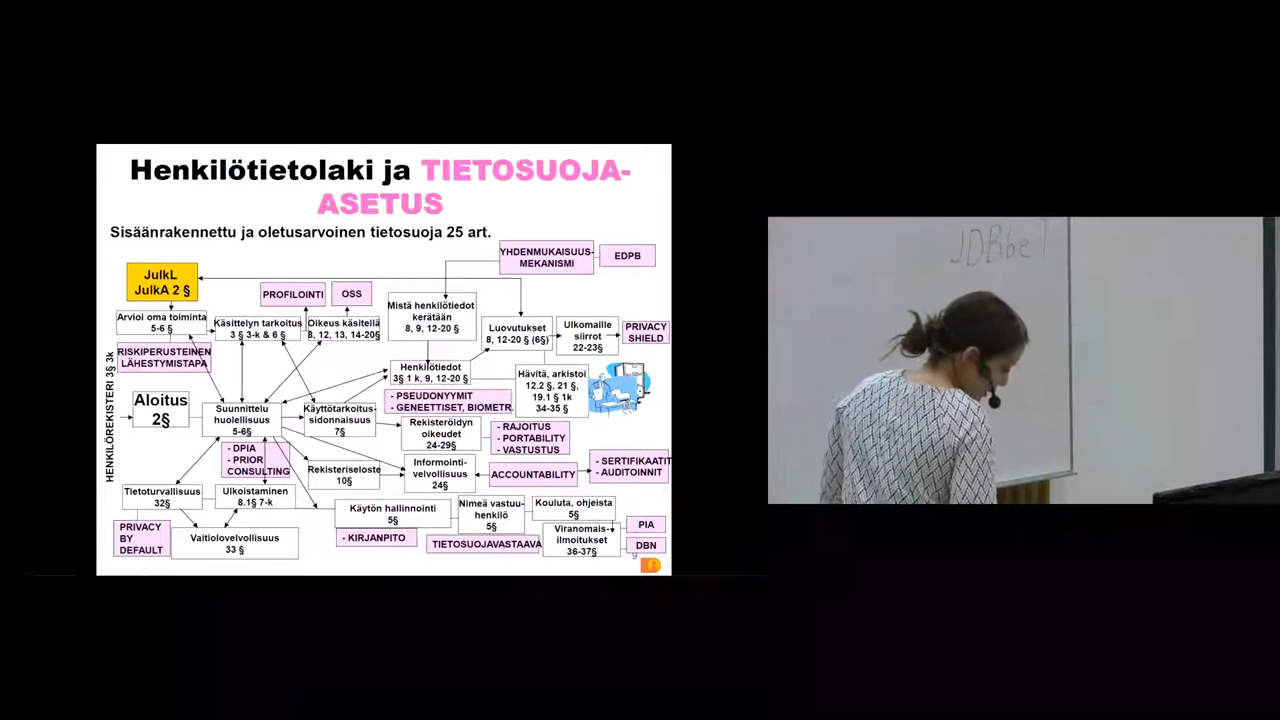 Henkilötietolaki ja TIETOSUOJA-
ASETUS
Sisäänrakennettu ja oletusarvoinen tietosuoja 25 art.
YHDENMUKAISUUS-
MEKANISMI
EDPB
JulkL
JulkA 2 §
PROFILOINTI
OSS
Mistä henkilötiedot
kerätään
8, 9, 12-20 §
Arvioi oma toiminta
5-6 §
Käsittelyn tarkoitus
3 § 3-k & 6 §
Oikeus käsitellä
8, 12, 13, 14-20§
Luovutukset
8, 12-20 § (6§)
Ulkomaille
siirrot
22-23§
PRIVACY
SHIELD
RISKIPERUSTEINEN
LÄHESTYMISTAPA
HENKILÖREKISTERI 3§ 3k
Henkilötiedot
3§ 1 k, 9, 12-20 §
Hävitä, arkistoi
12.2 §, 21 §,
19.1 § 1k
34-35 §
- PSEUDONYYMIT
- GENEETTISET, BIOMETR.
Aloitus
2§
Suunnittelu
huolellisuus
5-6§
Käyttötarkoitus-
sidonnaisuus
7§
Rekisteröidyn
oikeudet
24-29§
- RAJOITUS
- PORTABILITY
- VASTUSTUS
- DPIA
- PRIOR
CONSULTING
Rekisteriseloste
10§
Informointi-
velvollisuus
24§
ACCOUNTABILITY
- SERTIFIKAATIT
- AUDITOINNIT
Tietoturvallisuus
32§
Ulkoistaminen
8.1§ 7-k
Käytön hallinnointi
5§
Nimeä vastuu-
henkilö
5§
Kouluta, ohjeista
5§
PRIVACY
BY
DEFAULT
Vaitiolovelvollisuus
33 §
- KIRJANPITO
TIETOSUOJAVASTAAVA
Viranomais-
ilmoitukset
36-37§
PIA
DBN
9